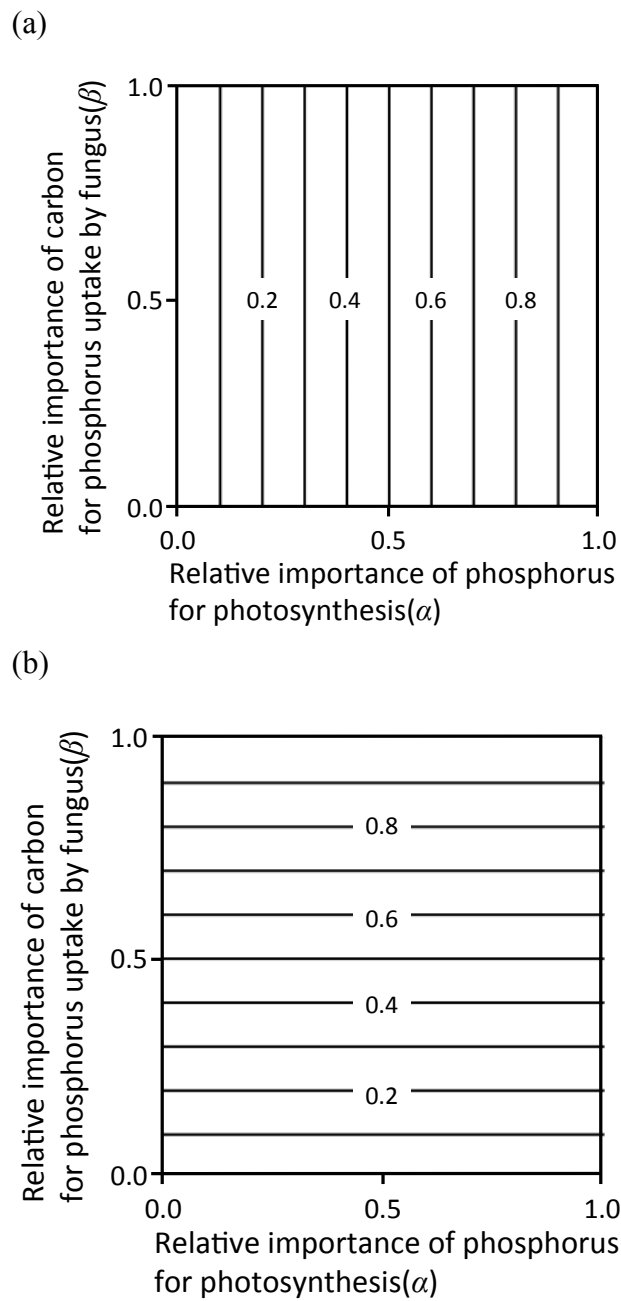 (a)
Relative importance of carbon
for phosphorus uptake by fungus(β)
1.0
0.5
0.0
0.2
0.4
0.6
0.8
0.0
0.5
1.0
Relative importance of phosphorus
for photosynthesis(α)
(b)
Relative importance of carbon
for phosphorus uptake by fungus(β)
1.0
0.5
0.0
0.8
0.6
0.4
0.2
0.0
0.5
1.0
Relative importance of phosphorus
for photosynthesis(α)